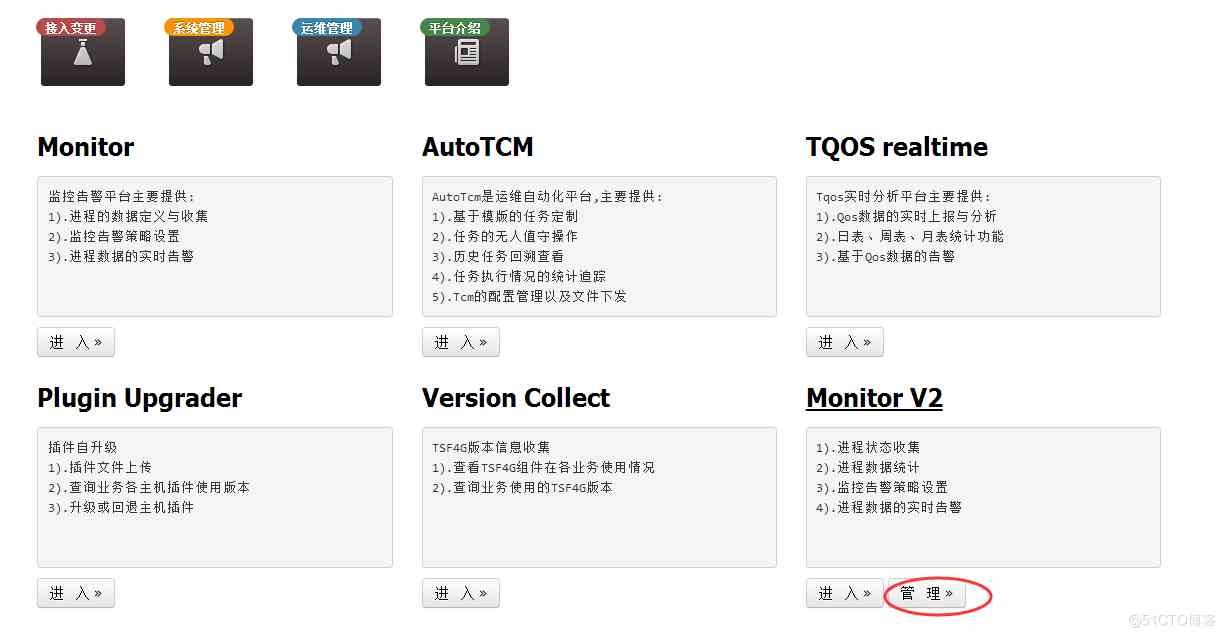 接入变更
系统管理
运维管理
平台介绍
Monitor
监控告警平台主要提供:
1).进程的数据定义与收集
2).监控告警策略设置
3).进程数据的实时告警
进 入 »
AutoTCM
AutoTcm是运维自动化平台,主要提供:
1).基于模版的任务定制
2).任务的无人值守操作
3).历史任务回溯查看
4).任务执行情况的统计追踪
5).Tcm的配置管理以及文件下发
进 入 »
TQOS realtime
Tqos实时分析平台主要提供:
1).Qos数据的实时上报与分析
2).日表、周表、月表统计功能
3).基于Qos数据的告警
进 入 »
Plugin Upgrader
插件自升级
1).插件文件上传
2).查询业务各主机插件使用版本
3).升级或回退主机插件
进 入 »
Version Collect
TSF4G版本信息收集
1).查看TSF4G组件在各业务使用情况
2).查询业务使用的TSF4G版本
进 入 »
Monitor V2
1).进程状态收集
2).进程数据统计
3).监控告警策略设置
4).进程数据的实时告警
进 入 »
管 理 »
@51CTO博客